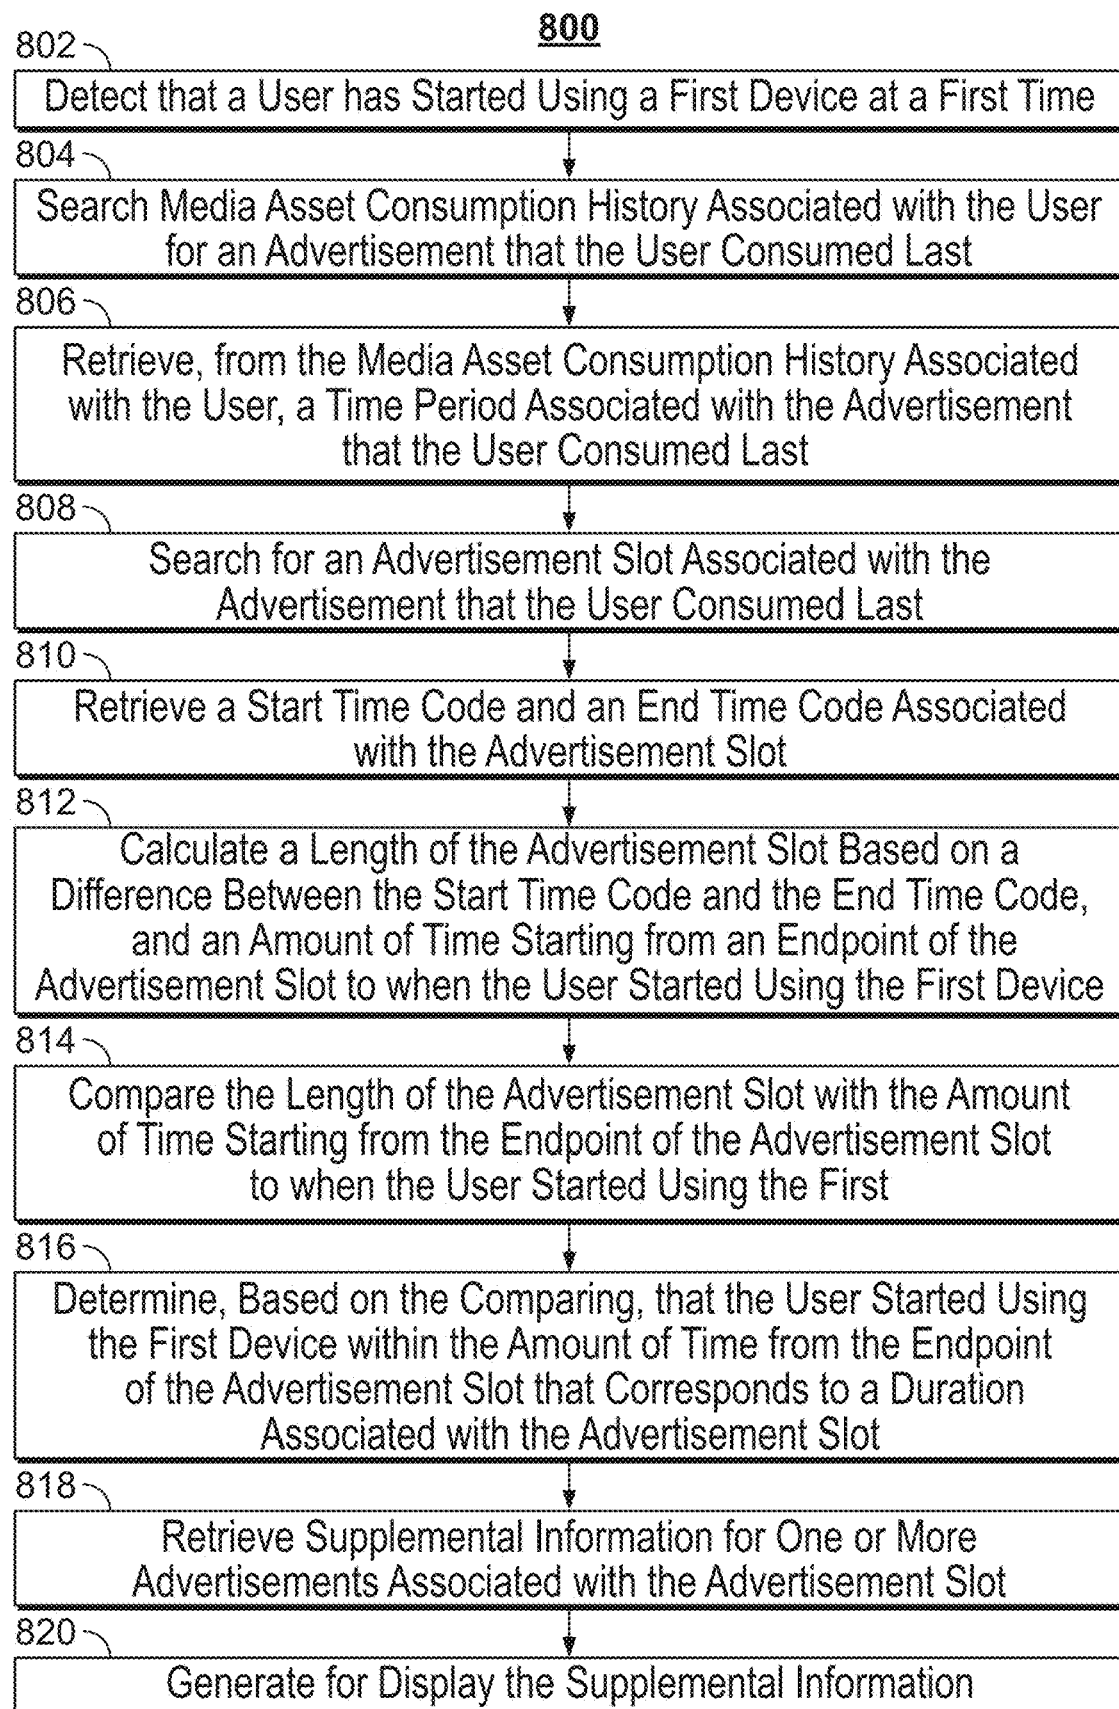 800
802
Detect that a User has Started Using a First Device at a First Time
804
Search Media Asset Consumption History Associated with the User
for an Advertisement that the User Consumed Last
806
Retrieve, from the Media Asset Consumption History Associated
with the User, a Time Period Associated with the Advertisement
that the User Consumed Last
808
Search for an Advertisement Slot Associated with the
Advertisement that the User Consumed Last
810
Retrieve a Start Time Code and an End Time Code Associated
with the Advertisement Slot
812
Calculate a Length of the Advertisement Slot Based on a
Difference Between the Start Time Code and the End Time Code,
and an Amount of Time Starting from an Endpoint of the
Advertisement Slot to when the User Started Using the First Device
814
Compare the Length of the Advertisement Slot with the Amount
of Time Starting from the Endpoint of the Advertisement Slot
to when the User Started Using the First
816
Determine, Based on the Comparing, that the User Started Using
the First Device within the Amount of Time from the Endpoint
of the Advertisement Slot that Corresponds to a Duration
Associated with the Advertisement Slot
818
Retrieve Supplemental Information for One or More
Advertisements Associated with the Advertisement Slot
820
Generate for Display the Supplemental Information